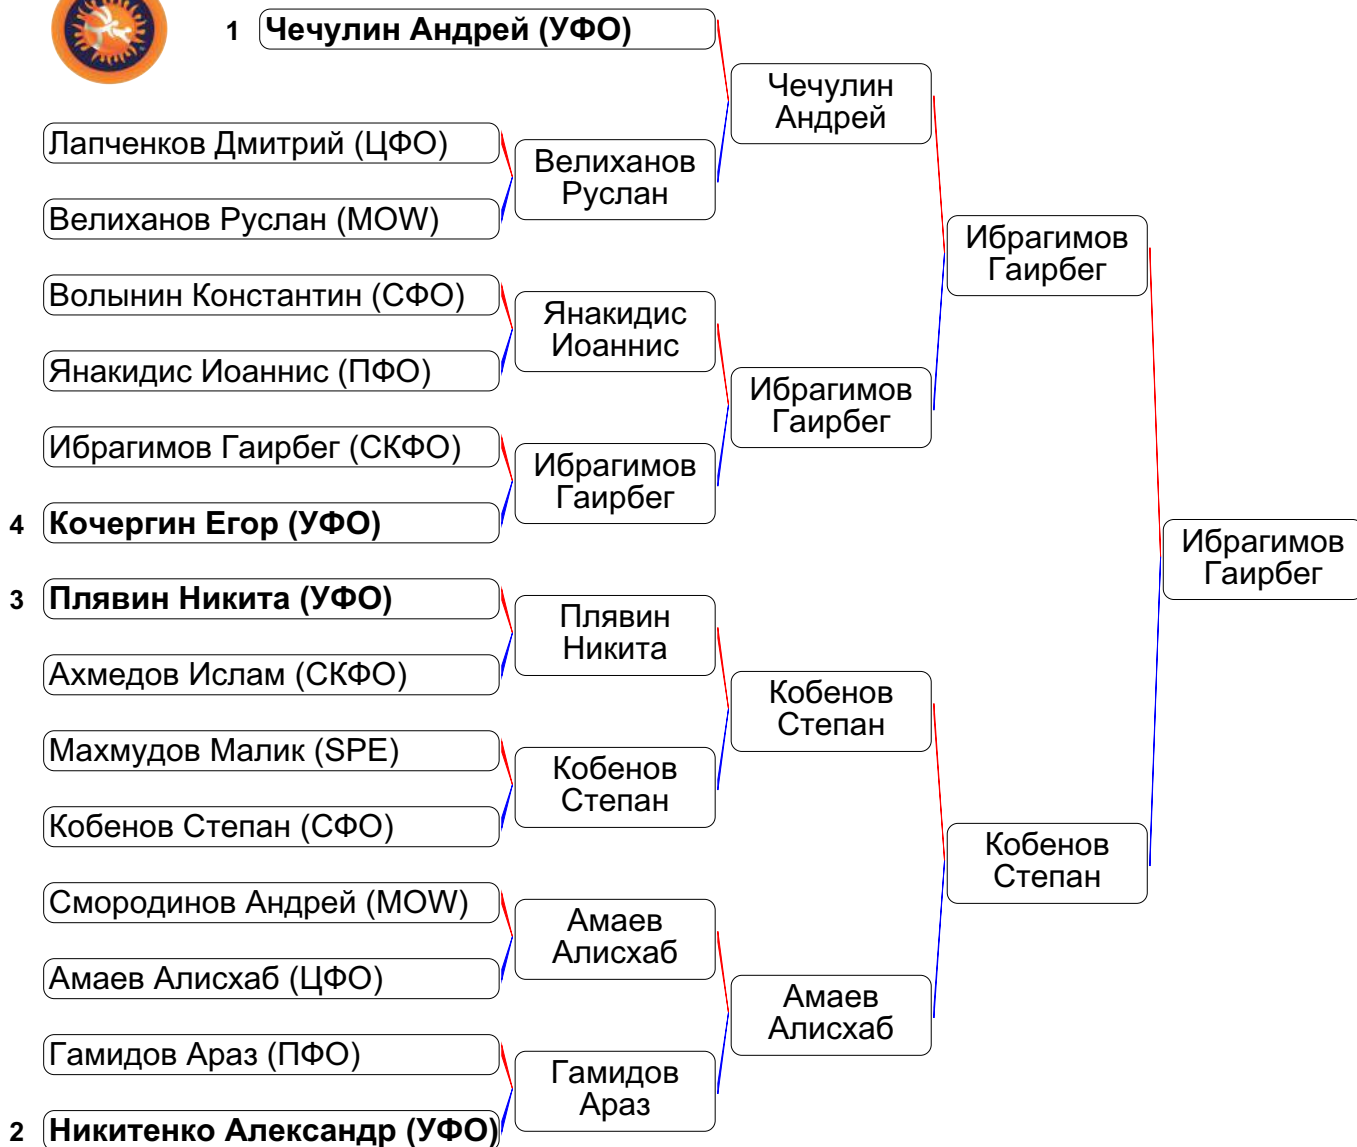 1 Чечулин Андрей (УФО)
Чечулин
Андрей
Лапченков Дмитрий (ЦФО)
Велиханов
Руслан
Велиханов Руслан (MOW)
Ибрагимов
Гаирбег
Волынин Константин (СФО)
Янакидис
Иоаннис
Янакидис Иоаннис (ПФО)
Ибрагимов
Гаирбег
Ибрагимов Гаирбег (СКФО)
Ибрагимов
Гаирбег
4 Кочергин Егор (УФО)
Ибрагимов
Гаирбег
3 Плявин Никита (УФО)
Плявин
Никита
Ахмедов Ислам (СКФО)
Кобенов
Степан
Махмудов Малик (SPE)
Кобенов
Степан
Кобенов Степан (СФО)
Кобенов
Степан
Смородинов Андрей (MOW)
Амаев
Алисхаб
Амаев Алисхаб (ЦФО)
Амаев
Алисхаб
Гамидов Араз (ПФО)
Гамидов
Араз
2 Никитенко Александр (УФО)